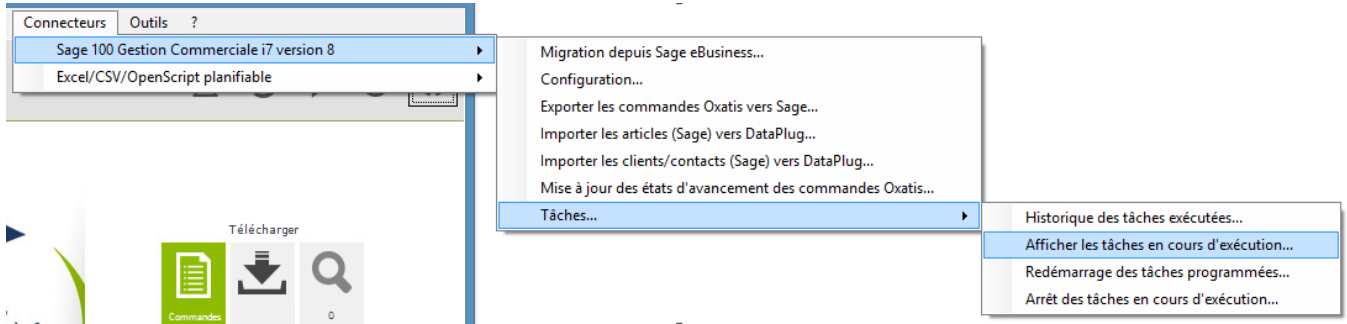 Connecteurs Outils ?
Sage 100 Gestion Commerciale i7 version 8
Excel/CSV/OpenScript planifiable
Migration depuis Sage eBusiness...
Configuration...
Exporter les commandes Oxatis vers Sage...
Importer les articles (Sage) vers DataPlug...
Importer les clients/contacts (Sage) vers DataPlug...
Mise à jour des états d'avancement des commandes Oxatis...
Tâches...
Historique des tâches exécutées...
Afficher les tâches en cours d'exécution...
Redémarrage des tâches programmées...
Arrêt des tâches en cours d'exécution...
Télécharger
Commandes 0